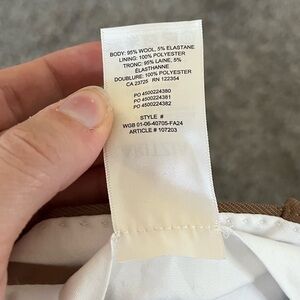 BODY: 95% WOOL, 5% ELASTANE
LINING: 100% POLYESTER
TRONC: 95% LAINE, 5%
ÉLASTHANNE
DOUBLURE: 100% POLYESTER
CA 23725 RN 122354
PO 4500224380
PO 4500224381
PO 4500224382
STYLE #
WGB 01-06-40705-FA24
ARTICLE # 107203